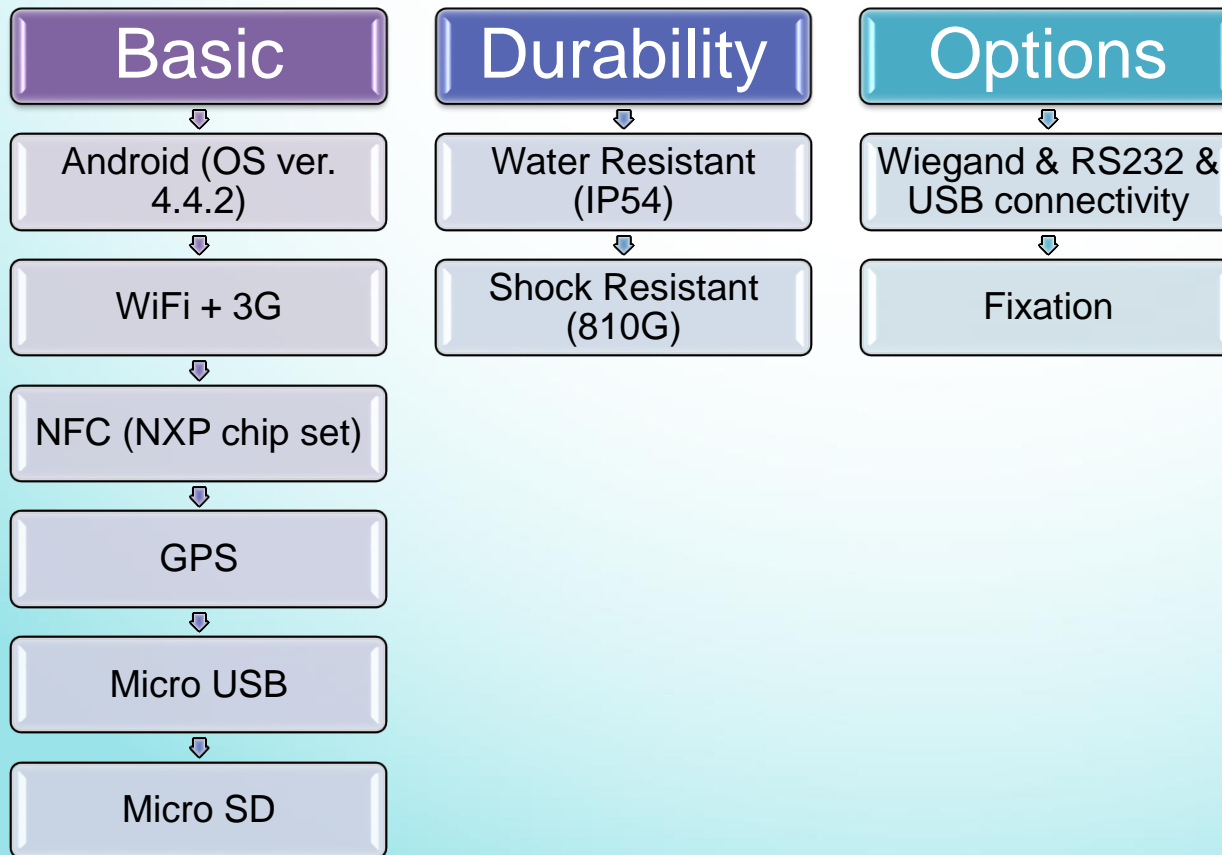 Basic
Android (OS ver.
4.4.2)
WiFi + 3G
NFC (NXP chip set)
GPS
Micro USB
Micro SD
Durability
Water Resistant
(IP54)
Shock Resistant
(810G)
Options
Wiegand & RS232 &
USB connectivity
Fixation